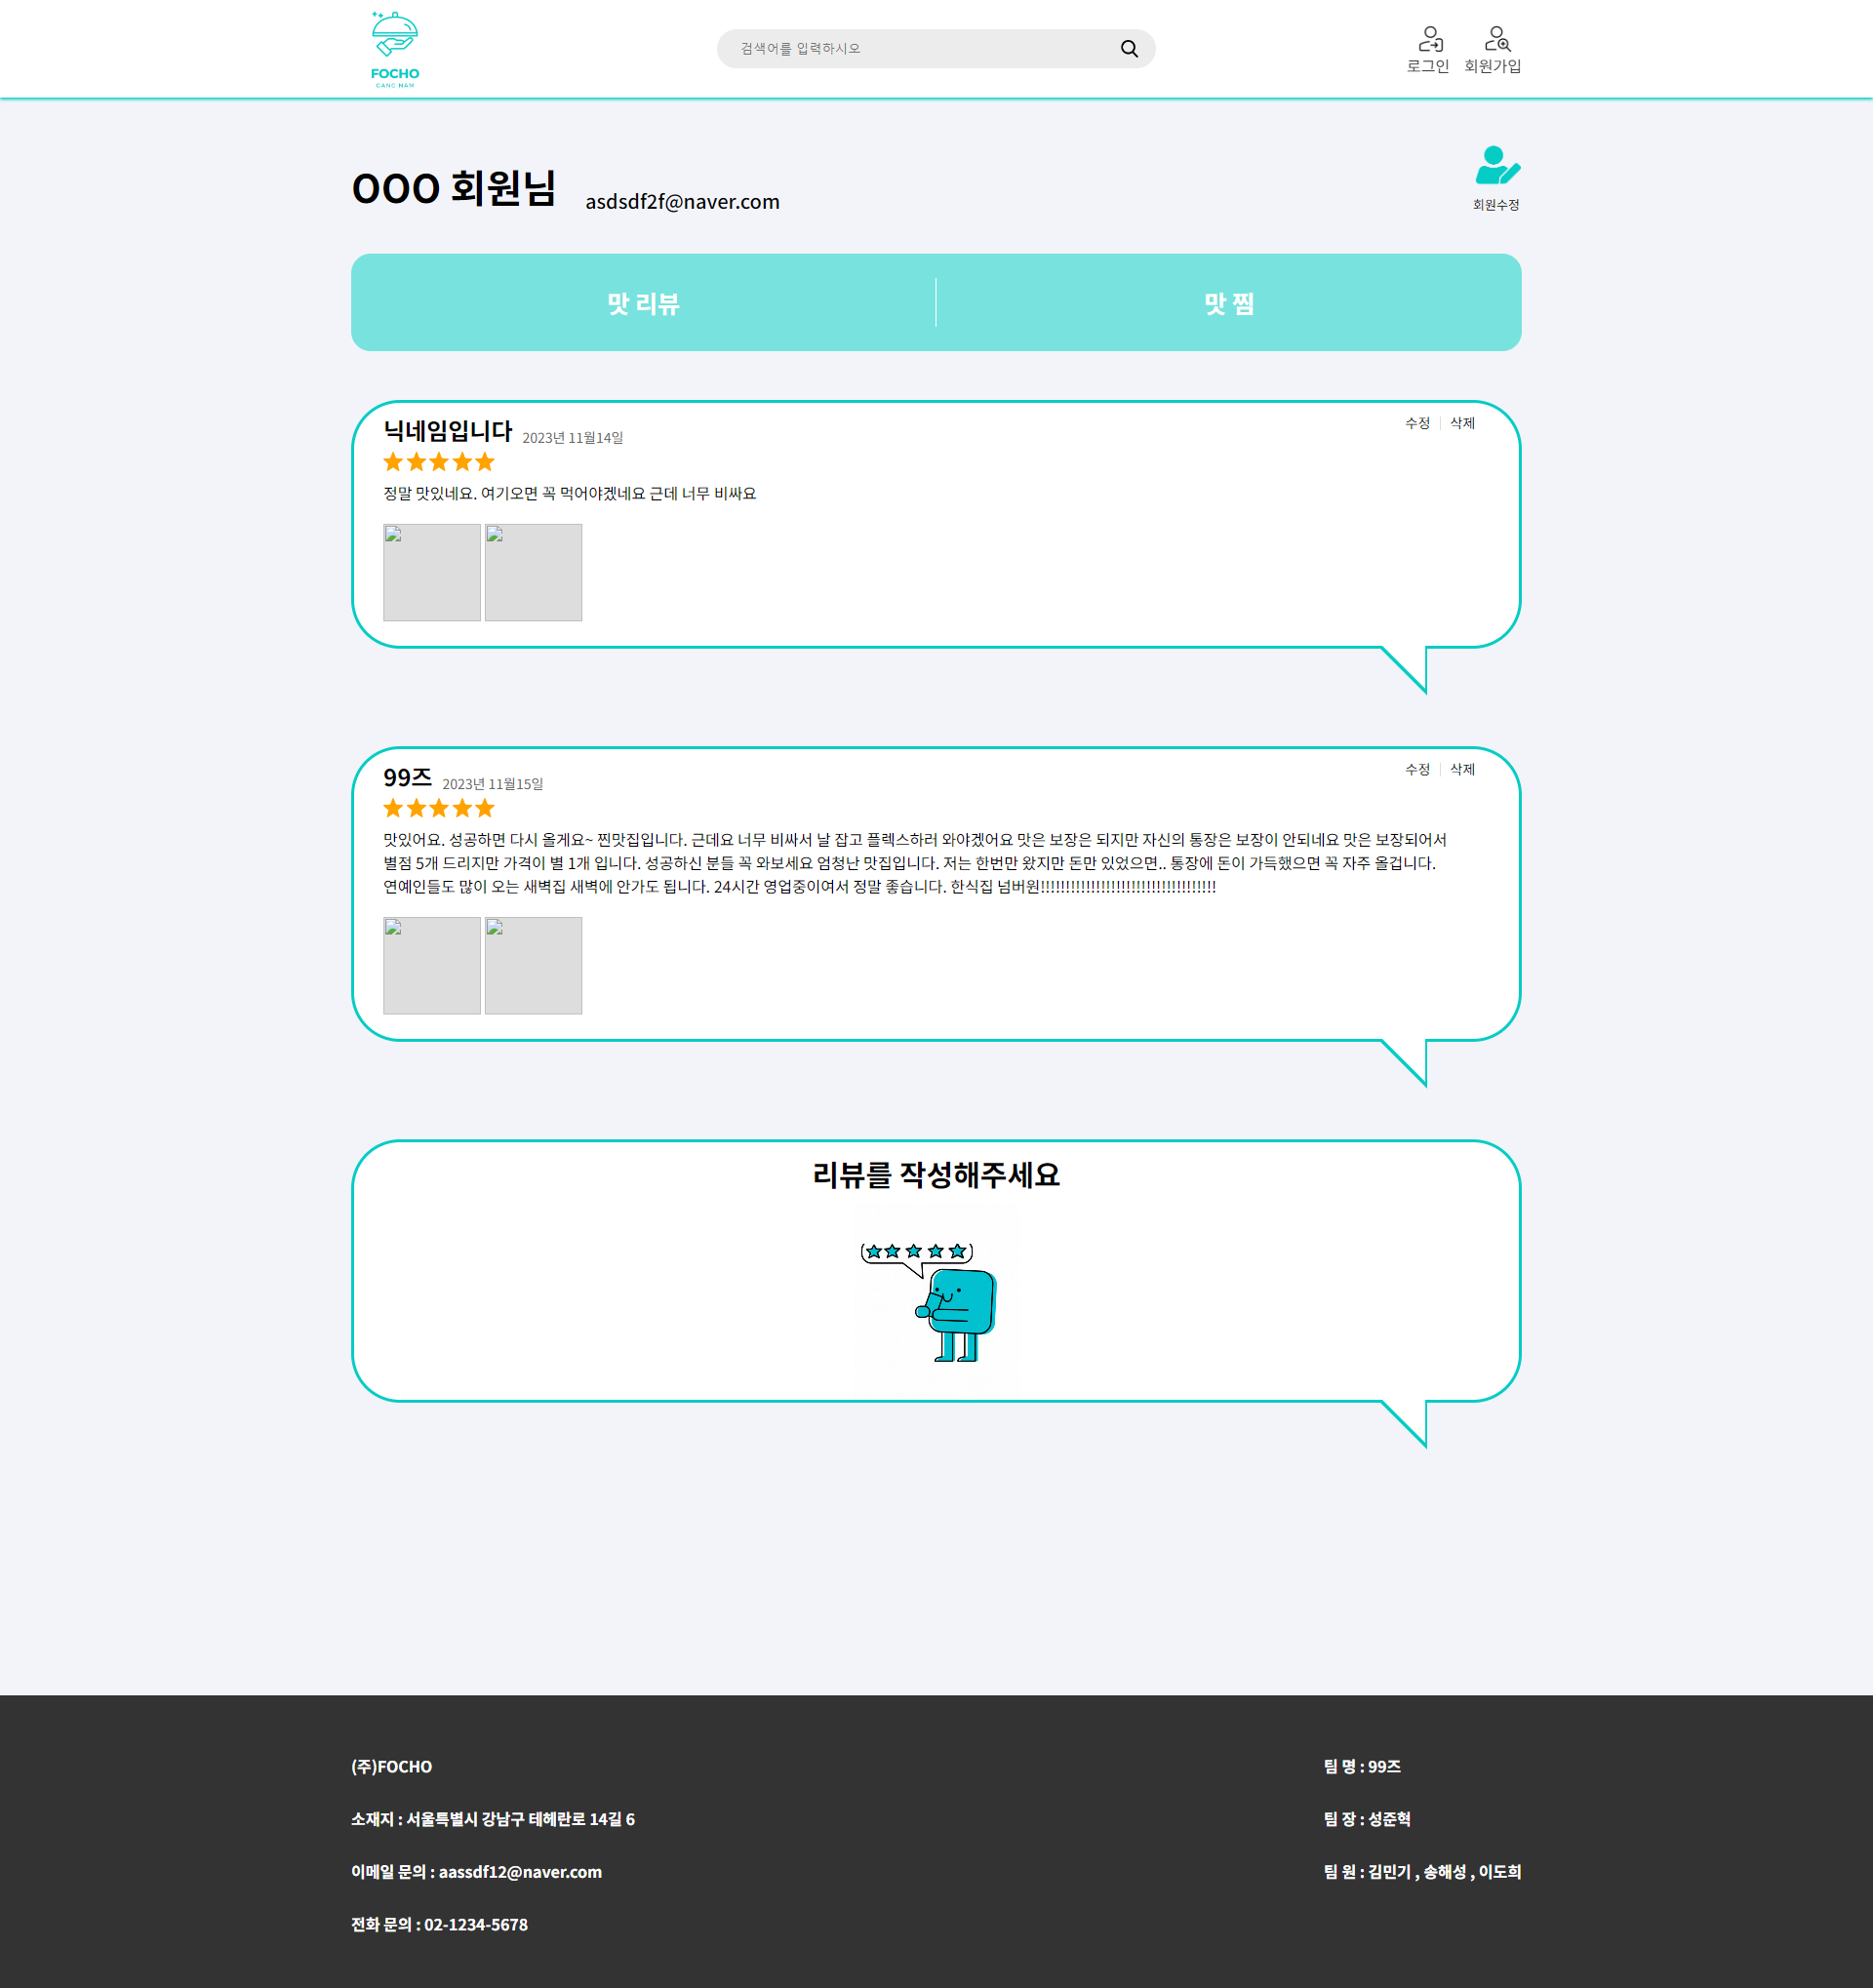 FOCHO
GANG NAM
검색어를 입력하시오
로그인 회원가입
OOO 회원님 asdsdf2f@naver.com
회원수정
맛 리뷰 맛 찜
닉네임입니다 2023년 11월14일 수정 삭제
정말 맛있네요. 여기오면 꼭 먹어야겠네요 근데 너무 비싸요
99즈 2023년 11월15일 수정 삭제
맛있어요. 성공하면 다시 올게요~ 찐맛집입니다. 근데요 너무 비싸서 날 잡고 플렉스하러 와야겠어요 맛은 보장은 되지만 자신의 통장은 보장이 안되네요 맛은 보장되어서
별점 5개 드리지만 가격이 별 1개 입니다. 성공하신 분들 꼭 와보세요 엄청난 맛집입니다. 저는 한번만 왔지만 돈만 있었으면.. 통장에 돈이 가득했으면 꼭 자주 올겁니다.
연예인들도 많이 오는 새벽집 새벽에 안가도 됩니다. 24시간 영업중이여서 정말 좋습니다. 한식집 넘버원!!!!!!!!!!!!!!!!!!!!!!!!!!!!!!!!!!!
리뷰를 작성해주세요
(주)FOCHO
소재지 : 서울특별시 강남구 테헤란로 14길 6
이메일 문의 : aassdf12@naver.com
전화 문의 : 02-1234-5678
팀 명 : 99즈
팀 장 : 성준혁
팀 원 : 김민기 , 송해성 , 이도희